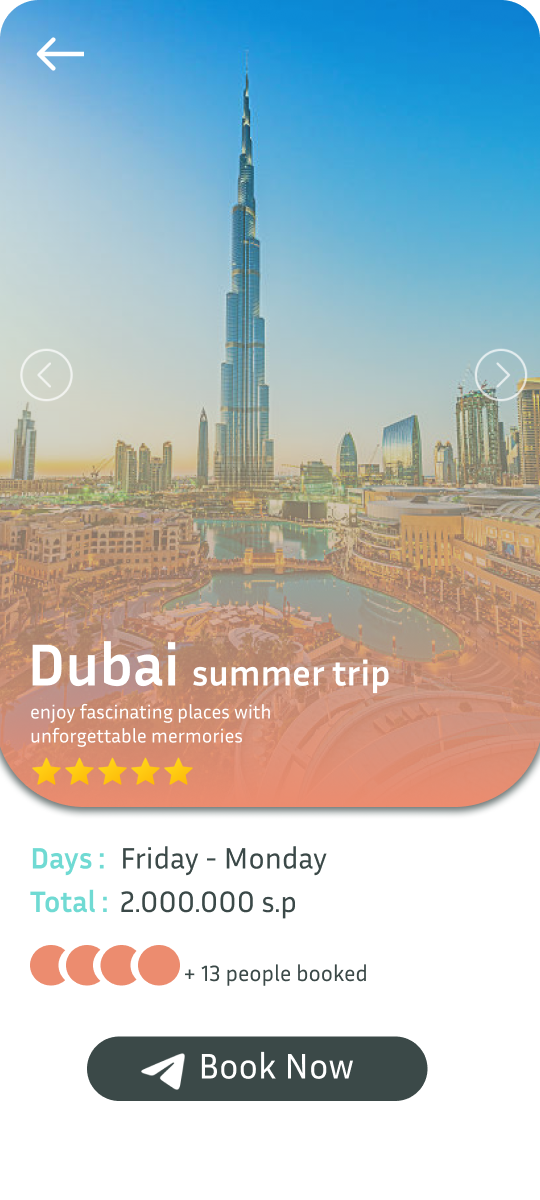 Dubai summer trip
enjoy fascinating places with
unforgettable mermories
Days : Friday - Monday
Total : 2.000.000 s.p
+ 13 people booked
Book Now